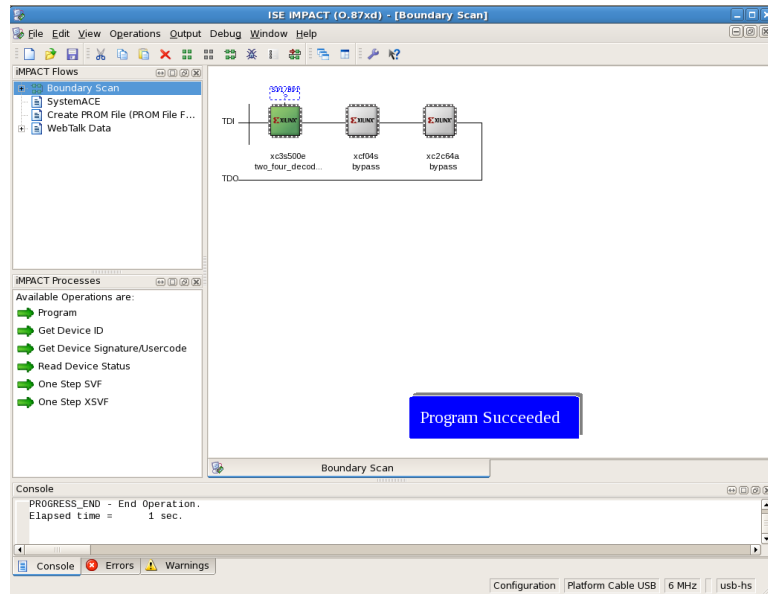 ISE iMPACT (O.87xd) - [Boundary Scan]
File Edit View Operations Output Debug Window Help
iMPACT Flows
Boundary Scan
SystemACE
Create PROM File (PROM File F...
WebTalk Data
TDI
XILINX XILINX XILINX
xc3s500e xcf04s xc2c64a
two_four_decod... bypass bypass
TDO
iMPACT Processes
Available Operations are:
Program
Get Device ID
Get Device Signature/Usercode
Read Device Status
One Step SVF
One Step XSVF
Program Succeeded
Boundary Scan
Console
PROGRESS_END - End Operation.
Elapsed time = 1 sec.
Console Errors Warnings
Configuration Platform Cable USB 6 MHz usb-hs